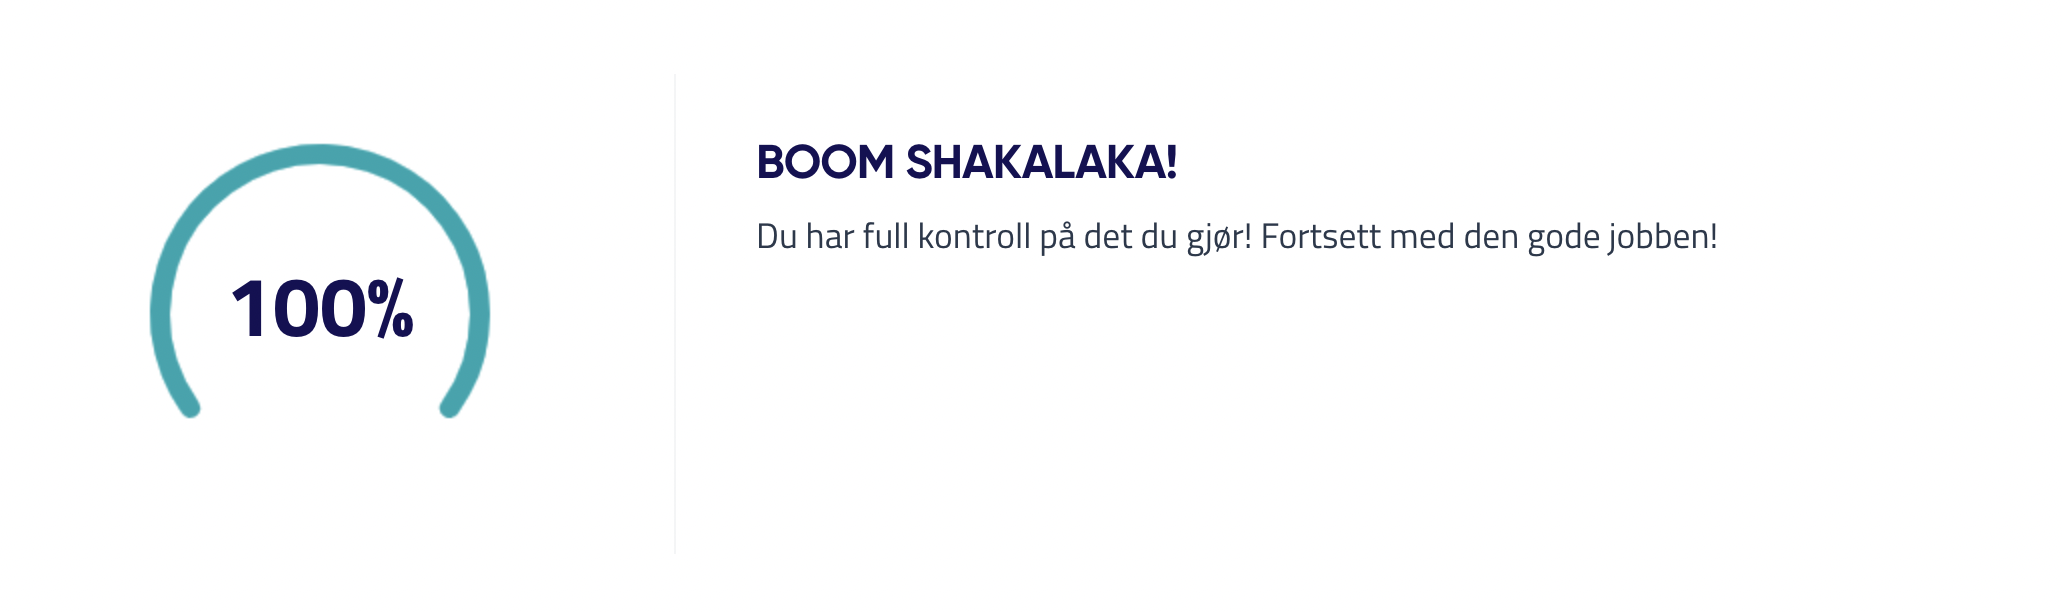 100%
BOOM SHAKALAKA!
Du har full kontroll på det du gjør! Fortsett med den gode jobben!